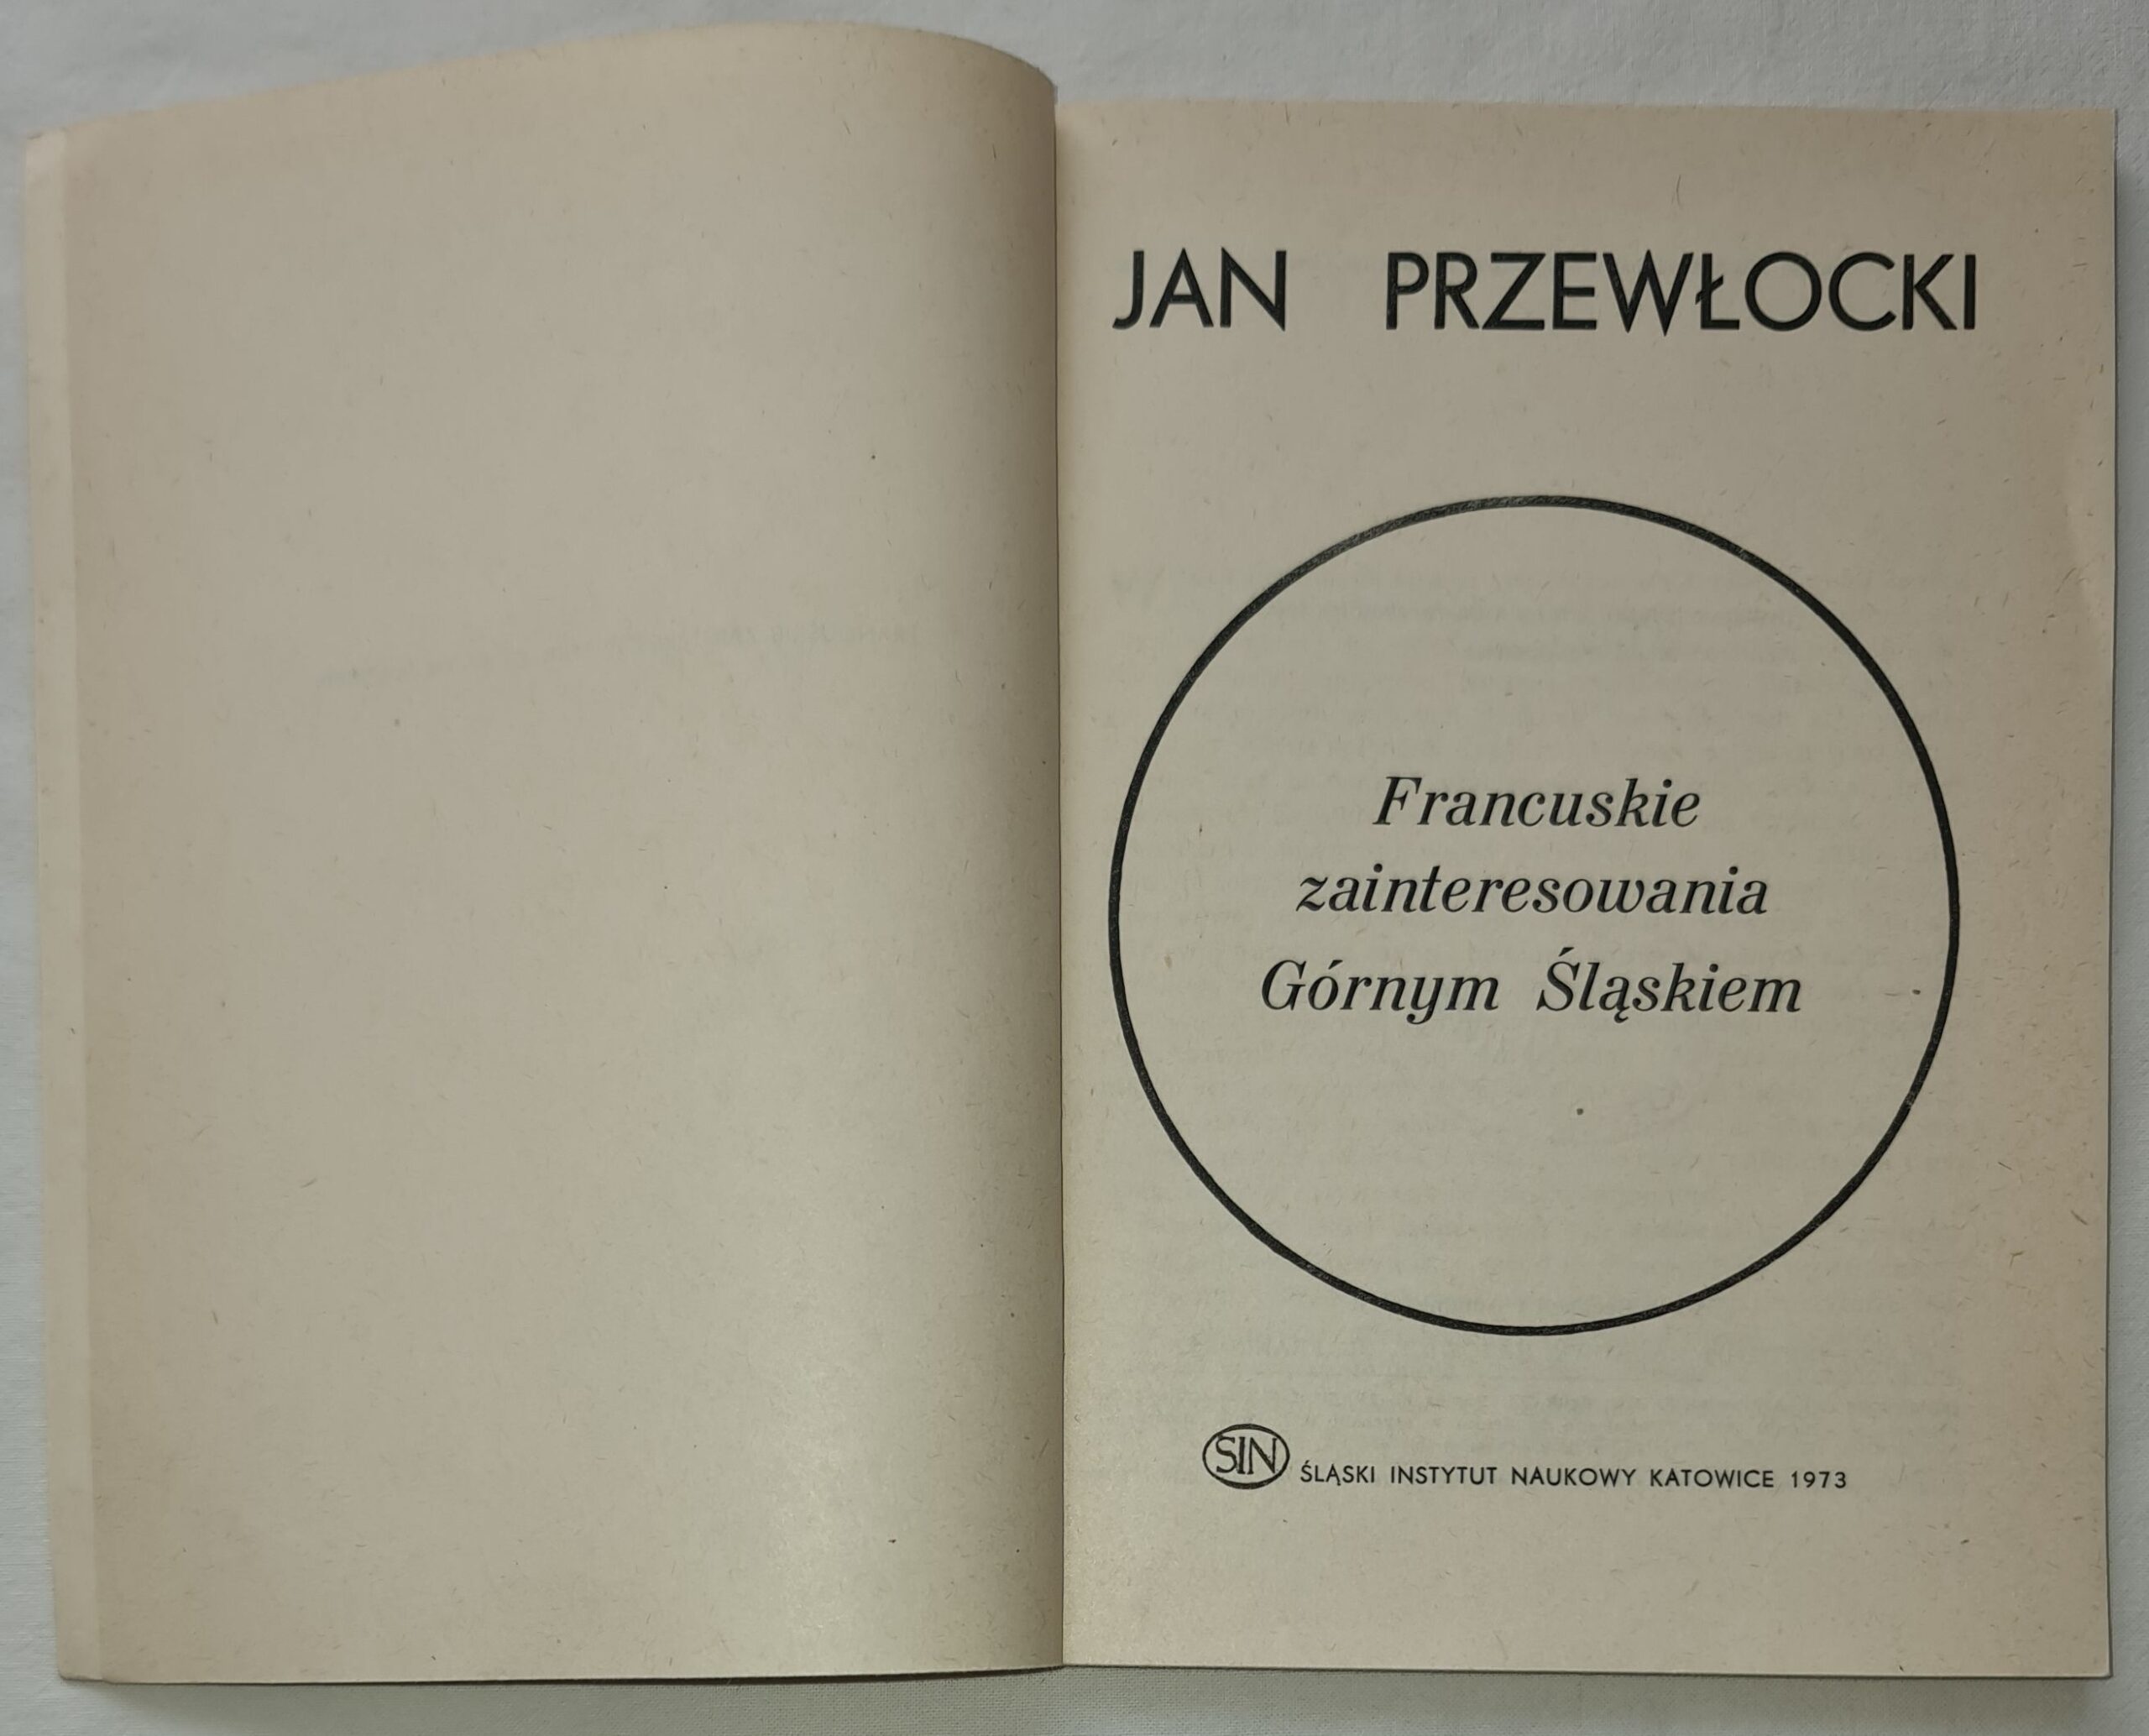 JAN PRZEWŁOCKI
Francuskie
zainteresowania
Górnym Śląskiem
SIN ŚLĄSKI INSTYTUT NAUKOWY KATOWICE 1973